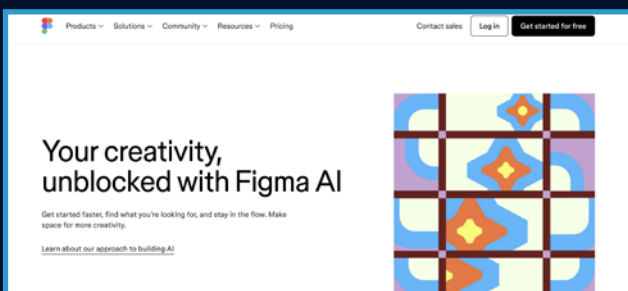 Products Solutions Community Resources Pricing Contact sales Log in Get started for free
Your creativity,
unblocked with Figma AI
Get started faster, find what you're looking for, and stay in the flow. Make
space for more creativity.
Learn about our approach to building AI